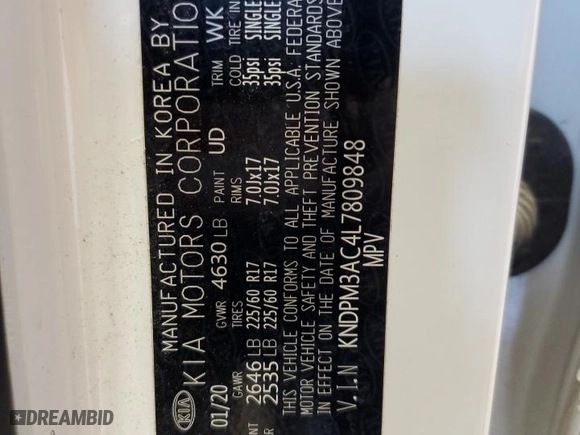 KIA MANUFACTURED IN KOREA BY
KIA MOTORS CORPORATION
01/20 GVWR 4630 LB PAINT UD TRIM WK
GAWR TIRES RIMS COLD TIRE IN
2646 LB 225/60 R17 7.0JX17 35psi SINGLE
2535 LB 225/60 R17 7.0JX17 35psi SINGLE
THIS VEHICLE CONFORMS TO ALL APPLICABLE U.S.A. FEDERA
MOTOR VEHICLE SAFETY AND THEFT PREVENTION STANDARDS
IN EFFECT ON THE DATE OF MANUFACTURE SHOWN ABOVE
V.I.N KNDPM3AC4L7809848
MPV
DREAMBID